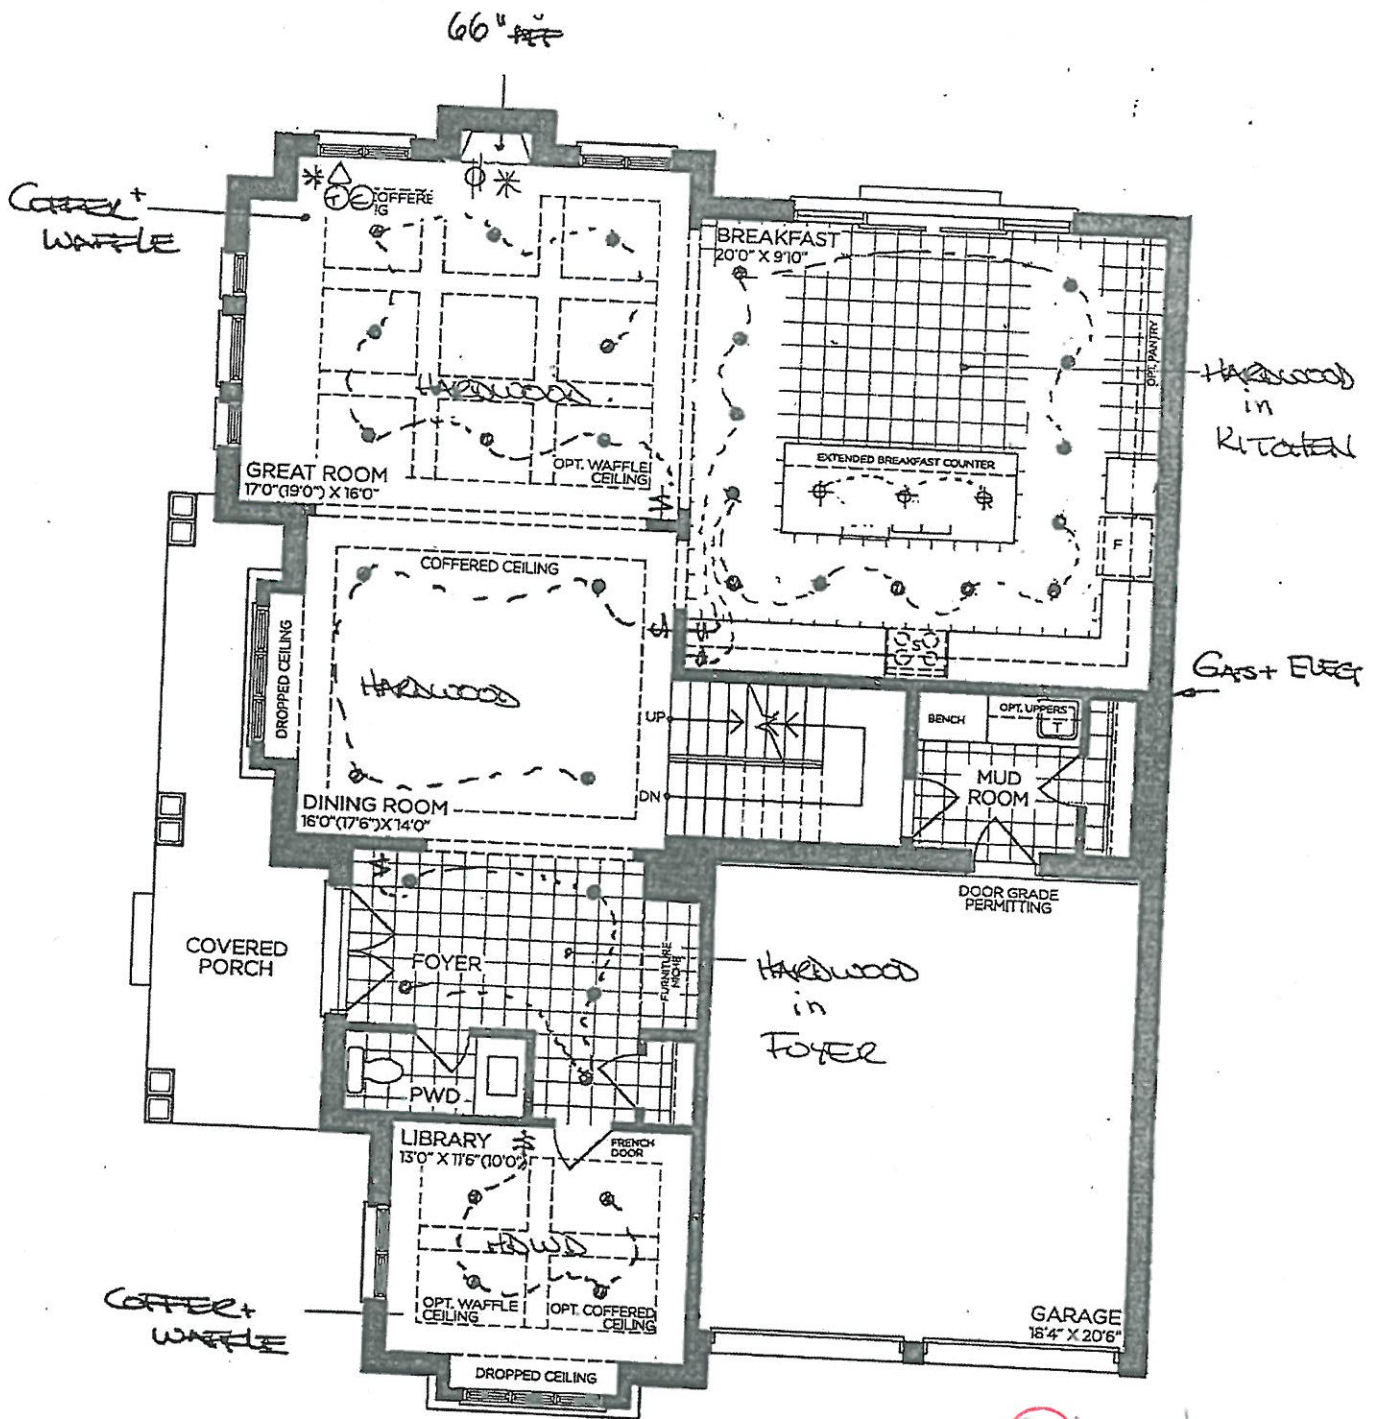 66" AFF
COFFER +
WAFFLE
COFFERE
IG
BREAKFAST
20'0" X 9'10"
OPT. PANTRY
HARDWOOD
in
KITCHEN
HARDWOOD
EXTENDED BREAKFAST COUNTER
GREAT ROOM
17'0"(19'0") X 16'0"
OPT. WAFFLE
CEILING
F
COFFERED CEILING
DROPPED CEILING
HARDWOOD
S
GAS + ELEC
UP
DN
BENCH
OPT. UPPERS
T
MUD
ROOM
DINING ROOM
16'0"(17'6")X 14'0"
DOOR GRADE
PERMITTING
COVERED
PORCH
FOYER
FURNITURE
NICHE
HARDWOOD
in
FOYER
PWD
LIBRARY
13'0" X 11'6"(10'0")
FRENCH
DOOR
HDWD
COFFER +
WAFFLE
OPT. WAFFLE
CEILING
OPT. COFFERED
CEILING
GARAGE
18'4" X 20'6"
DROPPED CEILING